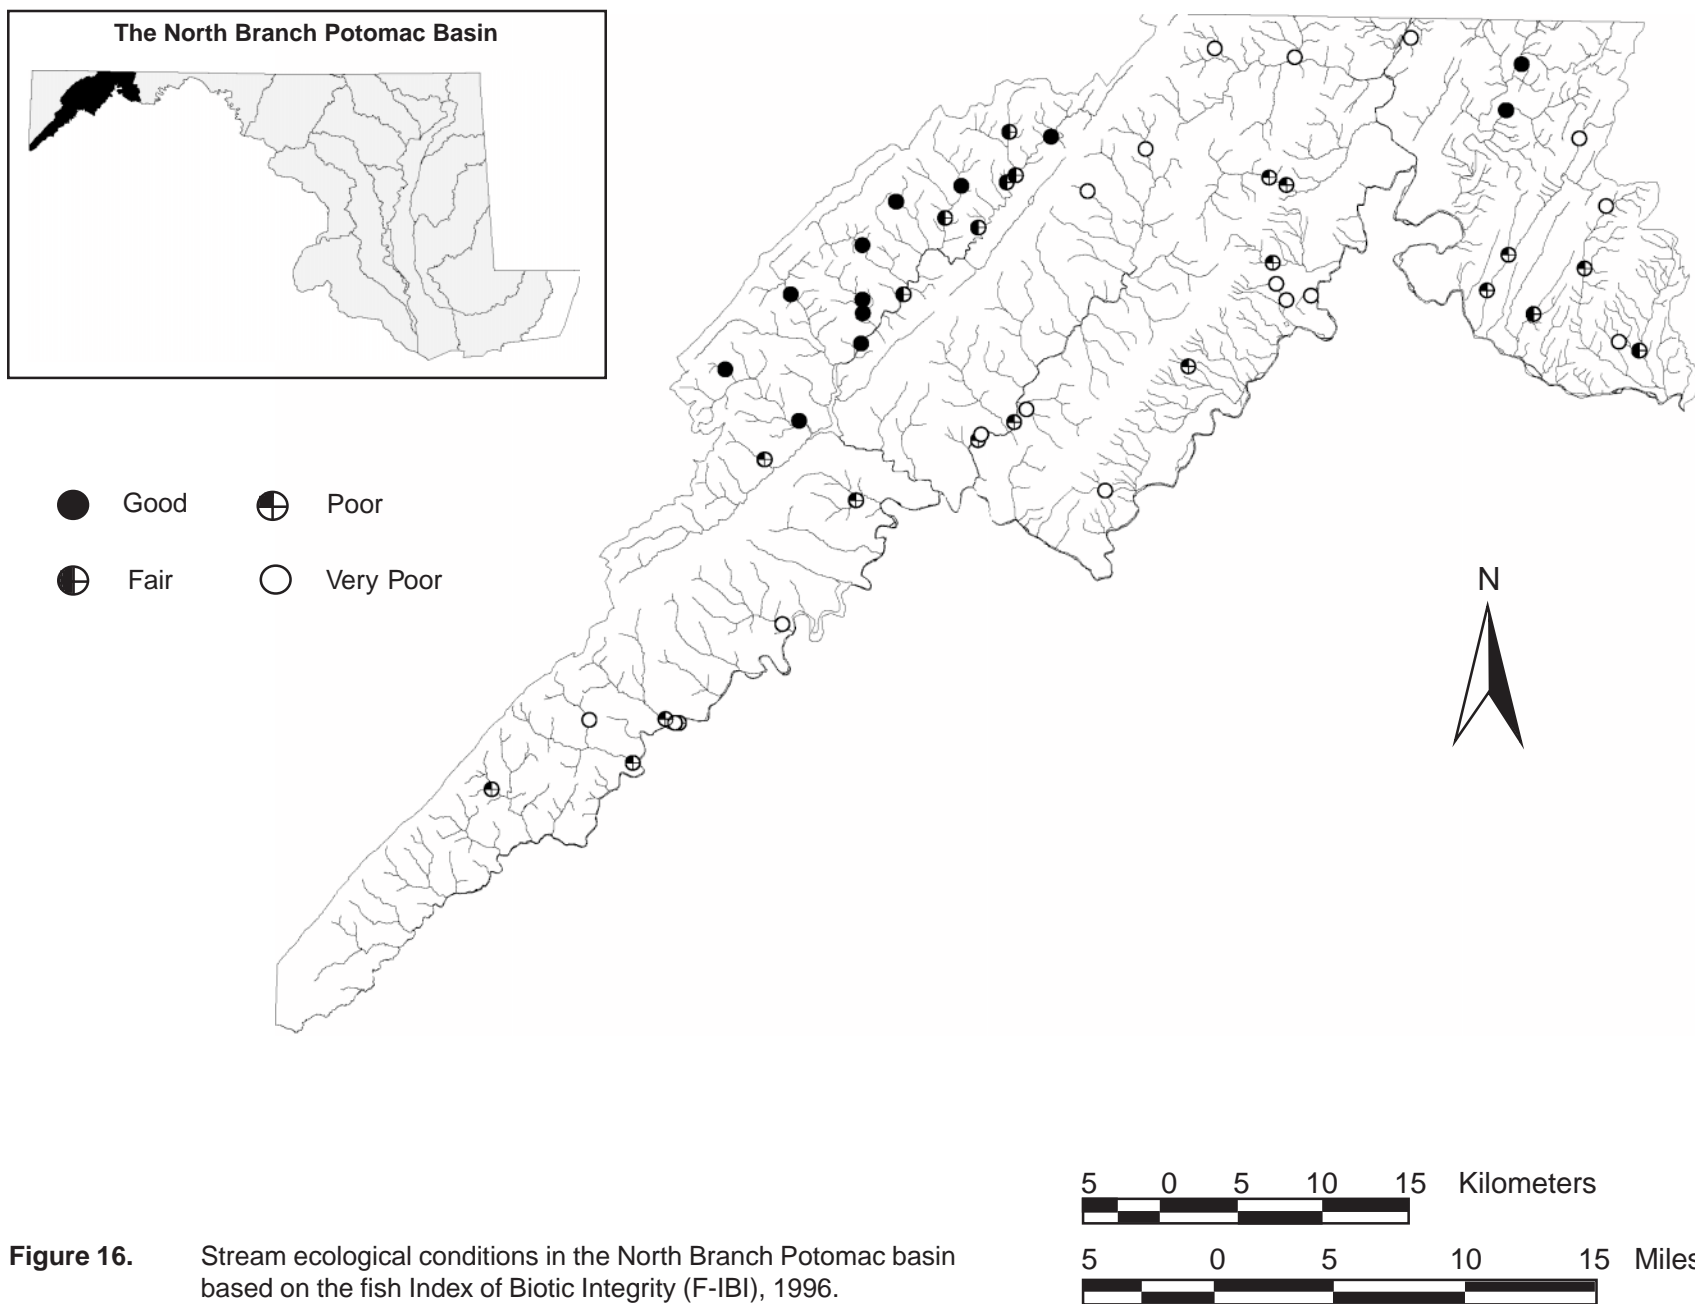 The North Branch Potomac Basin
Good
Poor
Fair
Very Poor
N
5 0 5 10 15 Kilometers
5 0 5 10 15 Miles
Figure 16. Stream ecological conditions in the North Branch Potomac basin
based on the fish Index of Biotic Integrity (F-IBI), 1996.